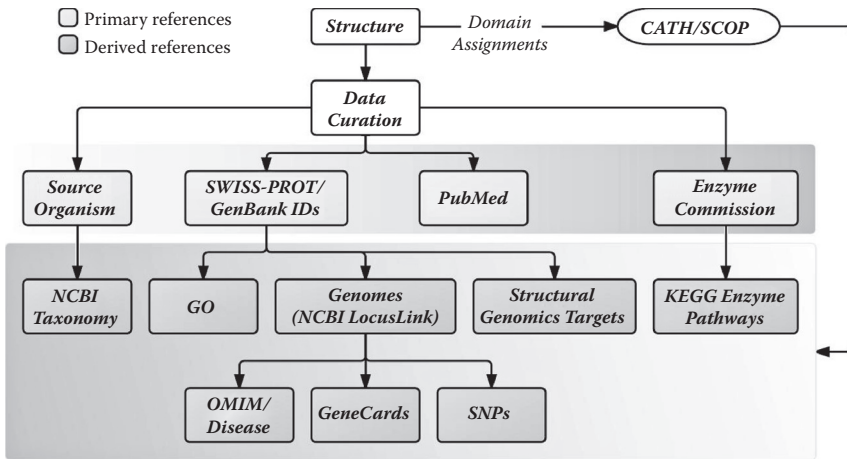 Primary references
Derived references
Structure
Domain
Assignments
CATH/SCOP
Data
Curation
Source
Organism
SWISS-PROT/
GenBank IDs
PubMed
Enzyme
Commission
NCBI
Taxonomy
GO
Genomes
(NCBI LocusLink)
Structural
Genomics Targets
KEGG Enzyme
Pathways
OMIM/
Disease
GeneCards
SNPs